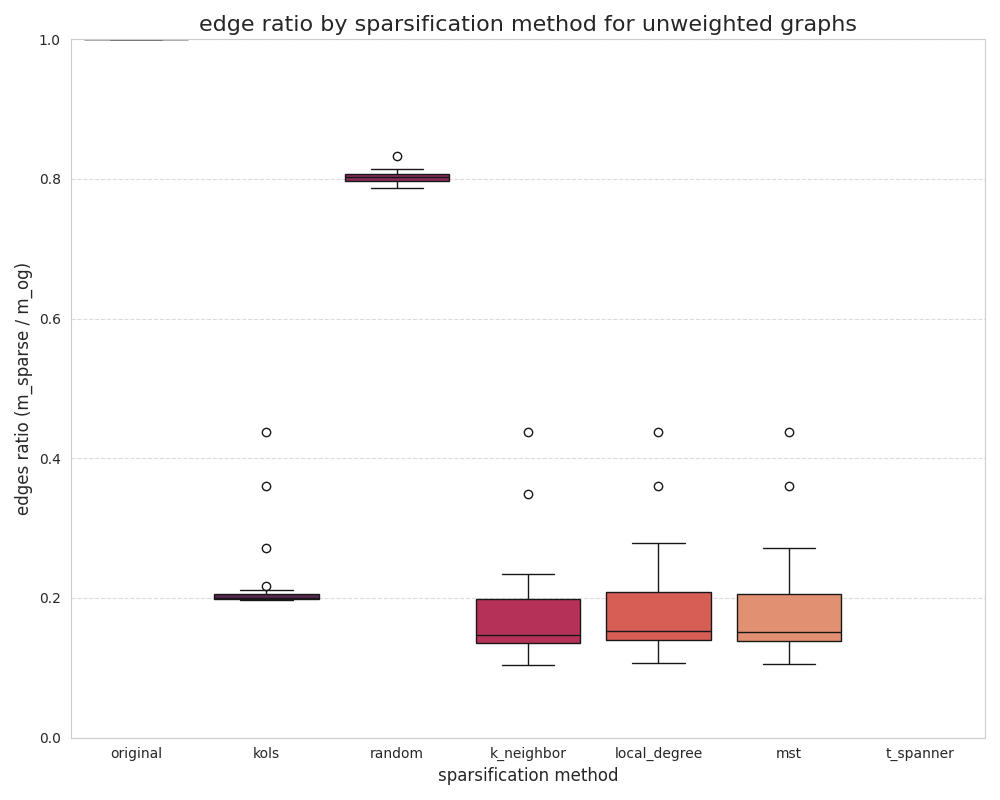 edge ratio by sparsification method for unweighted graphs
edges ratio (m_sparse / m_og)
1.0
0.8
0.6
0.4
0.2
0.0
original kols random k_neighbor local_degree mst t_spanner
sparsification method